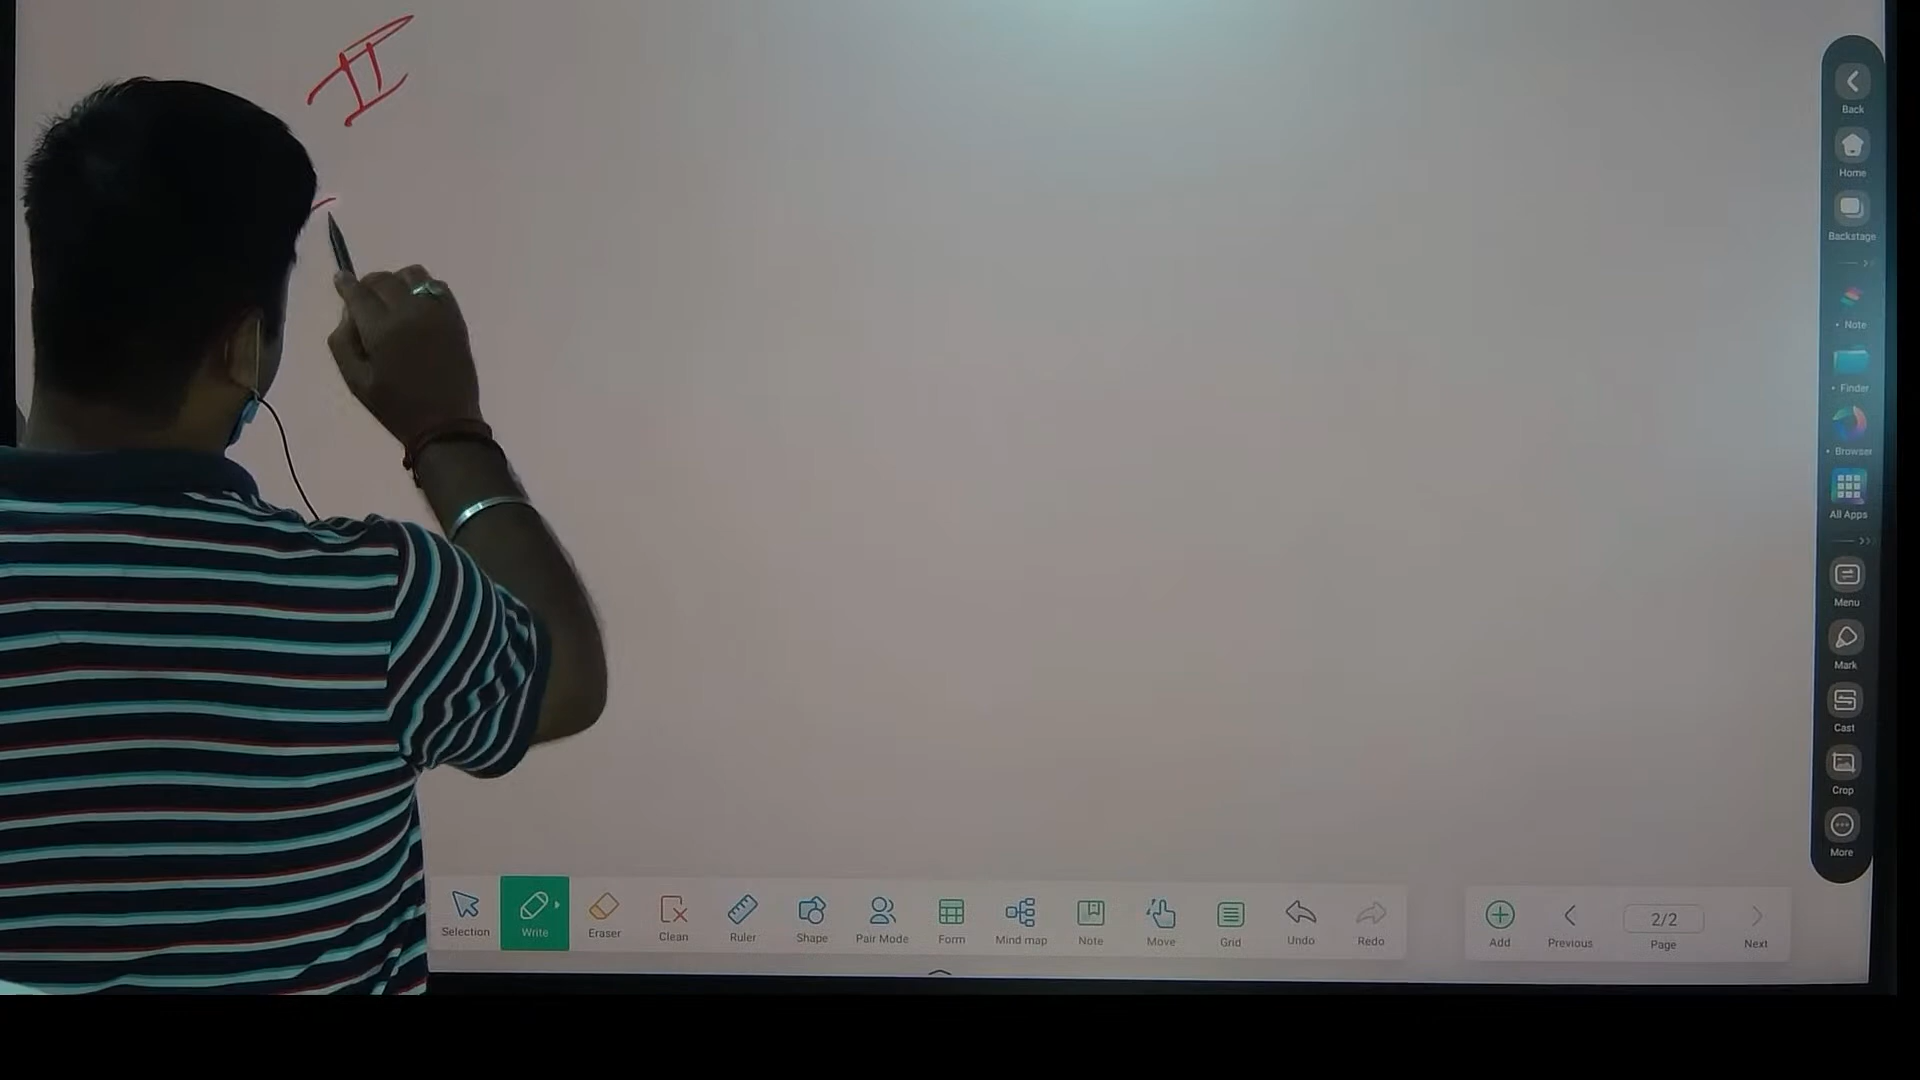 II
Back
Home
Backstage
• Note
• Finder
• Browser
All Apps
Menu
Mark
Cast
Crop
More
Selection Write Eraser Clean Ruler Shape Pair Mode Form Mind map Note Move Grid Undo Redo
Add Previous 2/2 Page Next